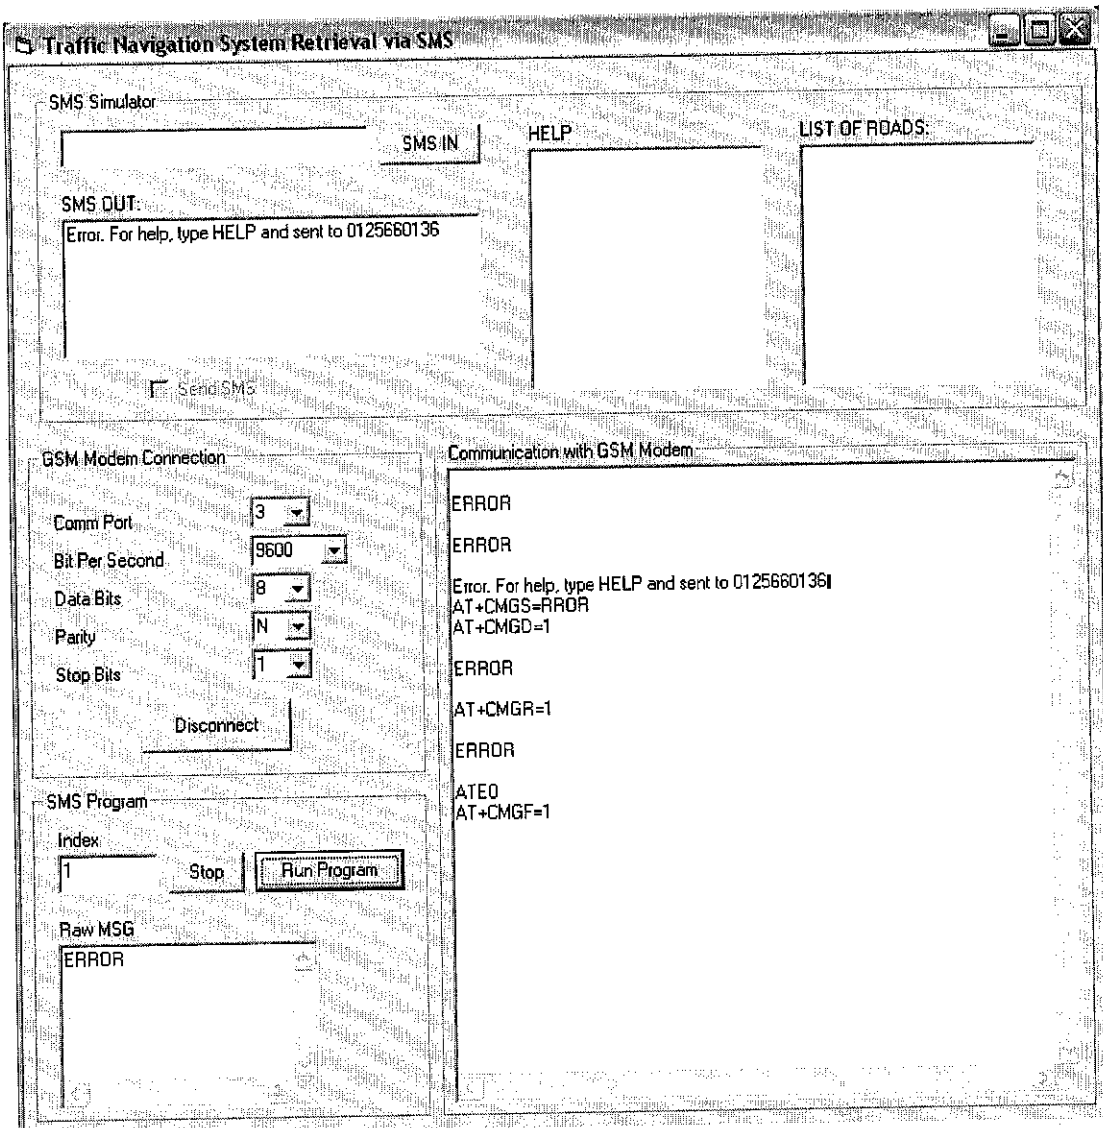 Traffic Navigation System Retrieval via SMS
SMS Simulator
SMS IN
HELP
LIST OF ROADS:
SMS OUT:
Error. For help, type HELP and sent to 0125660136
Send SMS
GSM Modem Connection
Comm Port
3
Bit Per Second
9600
Data Bits
8
Parity
N
Stop Bits
1
Disconnect
SMS Program
Index
1
Stop
Run Program
Raw MSG
ERROR
Communication with GSM Modem
ERROR
ERROR
Error. For help, type HELP and sent to 0125660136
AT+CMGS=RROR
AT+CMGD=1
ERROR
AT+CMGR=1
ERROR
ATE0
AT+CMGF=1